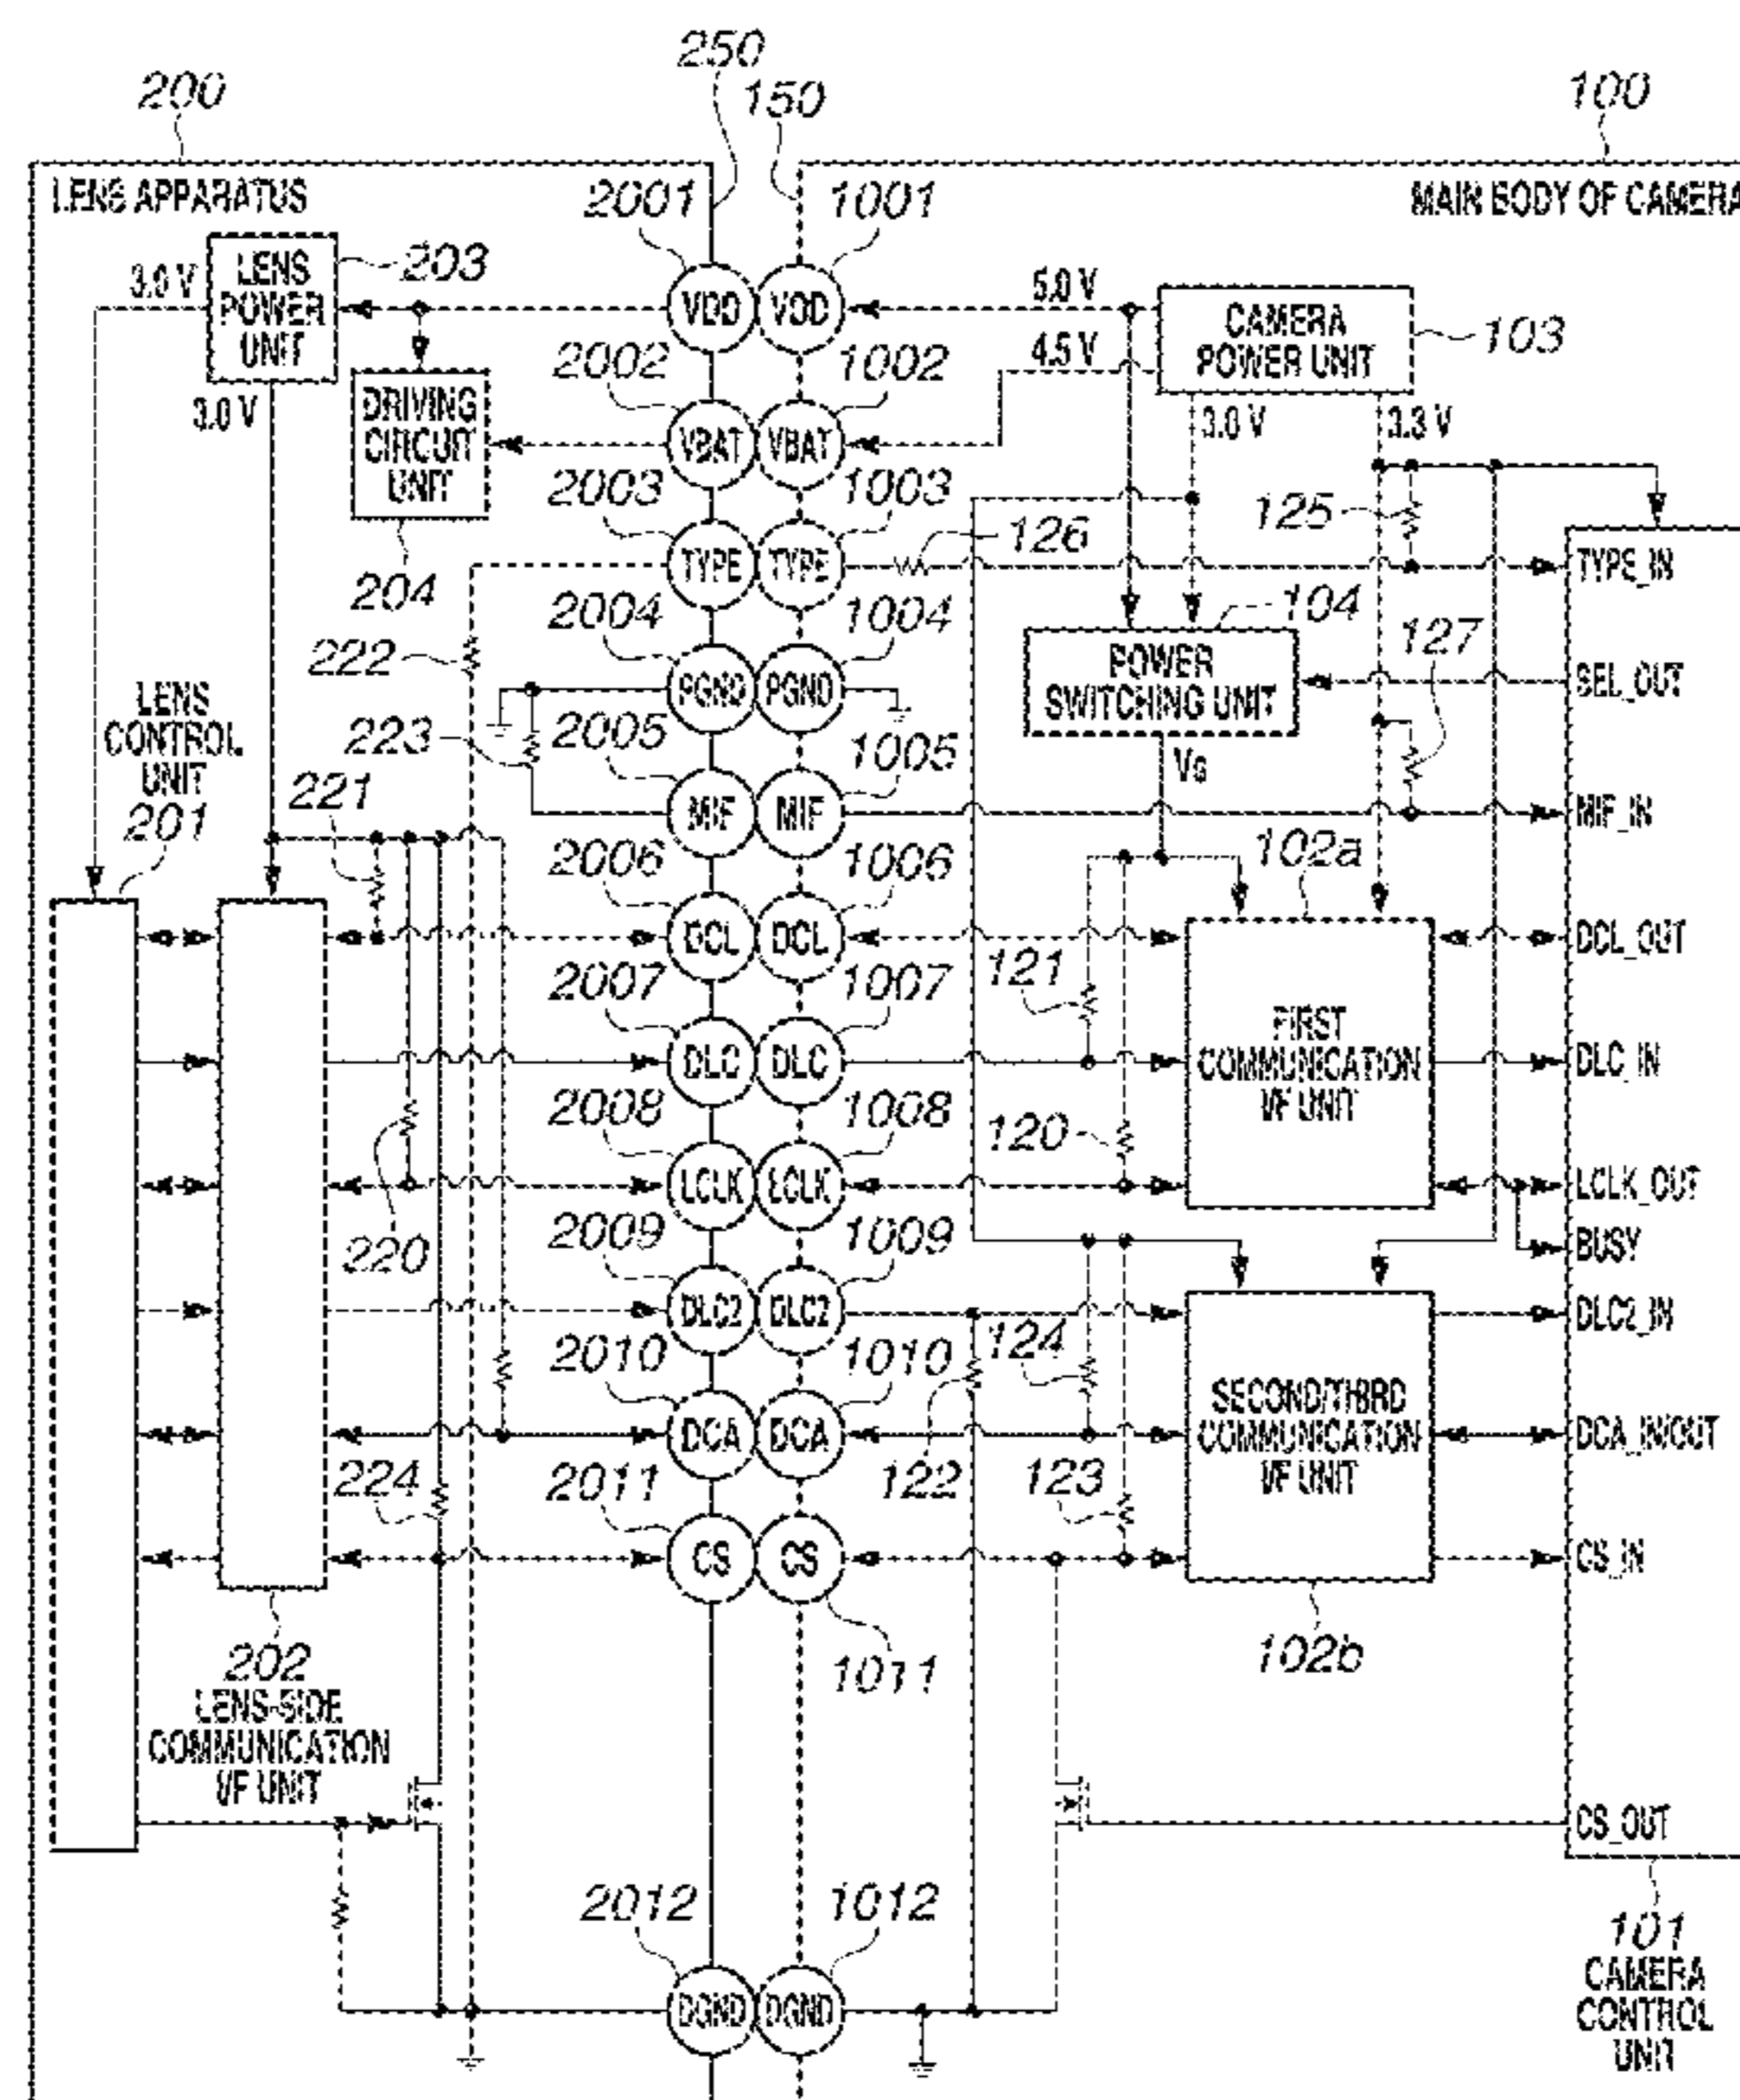 250
200
150
100
LENS APPARATUS
2001
1001
MAIN BODY OF CAMERA
3.0 V
LENS
POWER
UNIT
203
VDD
VDD
5.0 V
4.5 V
CAMERA
POWER UNIT
103
3.0 V
DRIVING
CIRCUIT
UNIT
204
2002
1002
VBAT
VBAT
3.0 V
3.3 V
2003
1003
126
125
TYPE
TYPE
TYPE_IN
2004
1004
104
222
127
PGND
PGND
POWER
SWITCHING UNIT
SEL_OUT
LENS
CONTROL
UNIT
201
223
2005
1005
Vs
221
MIF
MIF
MIF_IN
2006
1006
102a
DCL
DCL
DCL_OUT
2007
1007
121
FIRST
COMMUNICATION
I/F UNIT
DLC
DLC
DLC_IN
2008
1008
120
LCLK
LCLK
LCLK_OUT
220
2009
1009
BUSY
DLC2
DLC2
DLC2_IN
2010
1010
124
SECOND/THIRD
COMMUNICATION
I/F UNIT
DCA
DCA
DCA_IN/OUT
224
2011
122
123
CS
CS
CS_IN
202
LENS-SIDE
COMMUNICATION
I/F UNIT
1011
102b
CS_OUT
2012
1012
101
CAMERA
CONTROL
UNIT
DGND
DGND